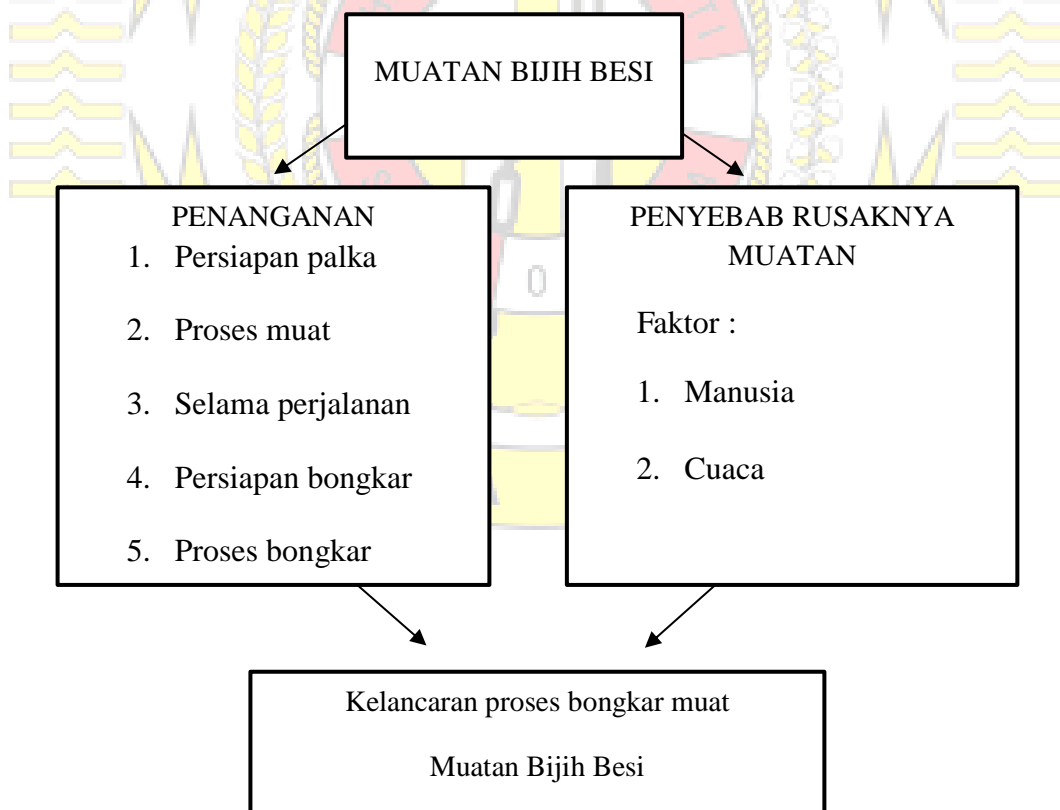 MUATAN BIJIH BESI
PENANGANAN
1. Persiapan palka
2. Proses muat
3. Selama perjalanan
4. Persiapan bongkar
5. Proses bongkar
PENYEBAB RUSAKNYA
MUATAN
Faktor :
1. Manusia
2. Cuaca
Kelancaran proses bongkar muat
Muatan Bijih Besi